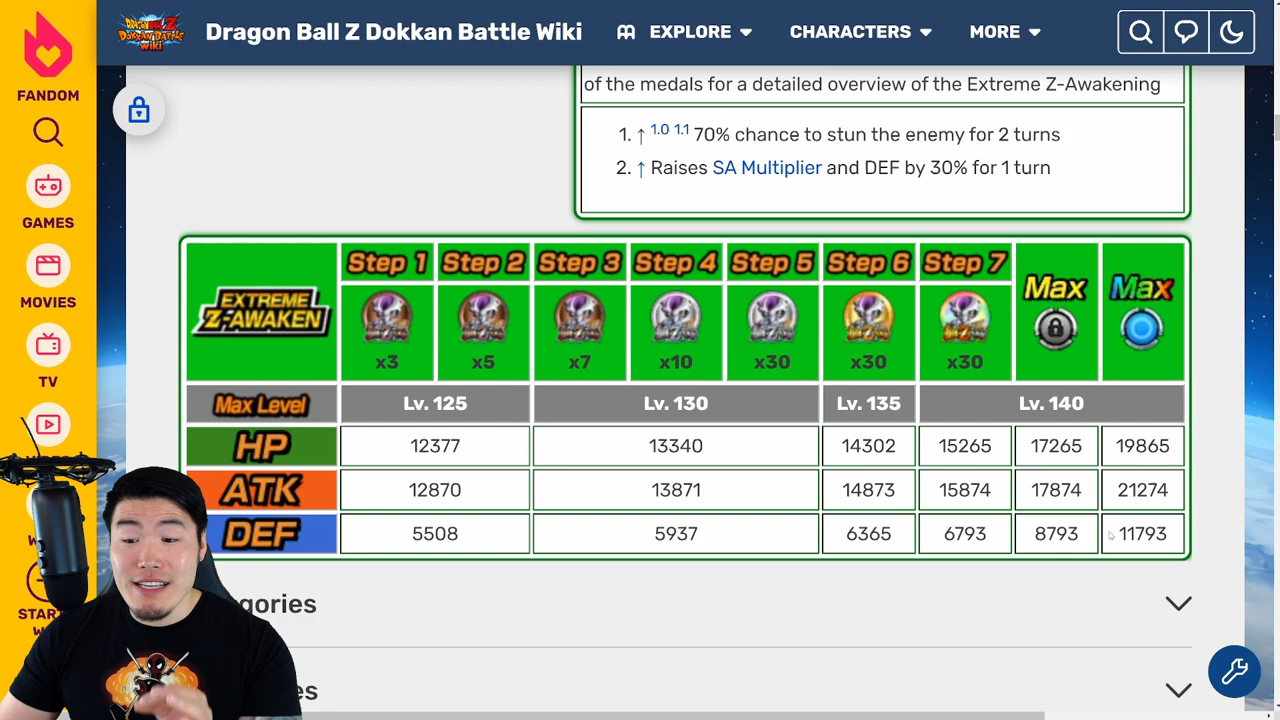 Dragon Ball Z Dokkan Battle Wiki
EXPLORE
CHARACTERS
MORE
FANDOM
GAMES
MOVIES
TV
of the medals for a detailed overview of the Extreme Z-Awakening
1. ↑ 1.0 1.1 70% chance to stun the enemy for 2 turns
2. ↑ Raises SA Multiplier and DEF by 30% for 1 turn
EXTREME Z-AWAKEN
Step 1 Step 2 Step 3 Step 4 Step 5 Step 6 Step 7 Max Max
x3 x5 x7 x10 x30 x30 x30
Max Level Lv. 125 Lv. 130 Lv. 135 Lv. 140
HP 12377 13340 14302 15265 17265 19865
ATK 12870 13871 14873 15874 17874 21274
DEF 5508 5937 6365 6793 8793 11793
gories
es